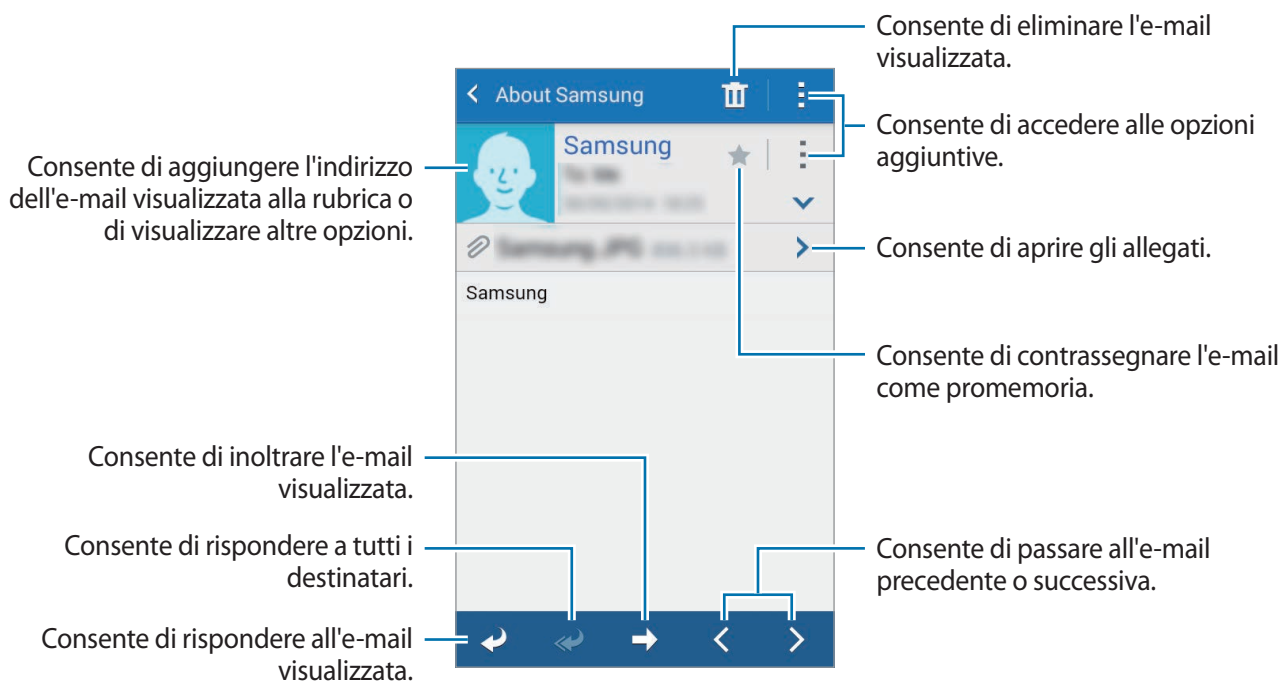 Consente di eliminare l'e-mail
visualizzata.
About Samsung
Consente di accedere alle opzioni
aggiuntive.
Samsung
Consente di aggiungere l'indirizzo
dell'e-mail visualizzata alla rubrica o
di visualizzare altre opzioni.
Consente di aprire gli allegati.
Samsung
Consente di contrassegnare l'e-mail
come promemoria.
Consente di inoltrare l'e-mail
visualizzata.
Consente di rispondere a tutti i
destinatari.
Consente di passare all'e-mail
precedente o successiva.
Consente di rispondere all'e-mail
visualizzata.